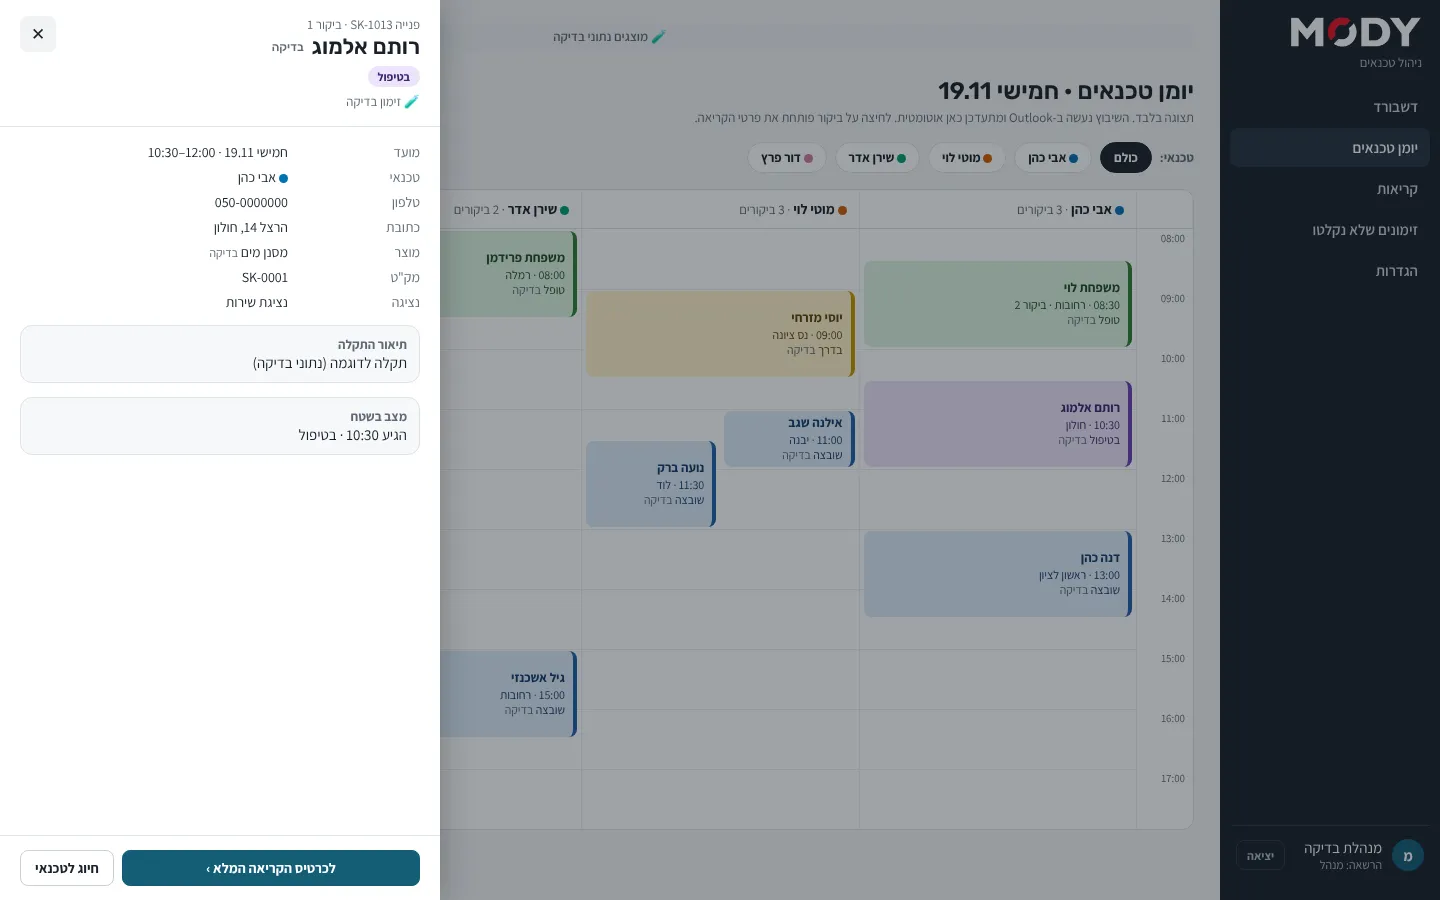 MODY
ניהול טכנאים
דשבורד
יומן טכנאים
קריאות
זימונים שלא נקלטו
הגדרות
מ
מנהלת בדיקה
הרשאה: מנהל
יציאה
🧪 מוצגים נתוני בדיקה
יומן טכנאים • חמישי 19.11
תצוגה בלבד. השיבוץ נעשה ב-Outlook ומתעדכן כאן אוטומטית. לחיצה על ביקור פותחת את פרטי הקריאה.
טכנאי: כולם אבי כהן מוטי לוי שירן אדר דור פרץ
אבי כהן · 3 ביקורים
מוטי לוי · 3 ביקורים
שירן אדר · 2 ביקורים
08:00
09:00
10:00
11:00
12:00
13:00
14:00
15:00
16:00
17:00
משפחת לוי
08:30 · רחובות · ביקור 2
טופל בדיקה
רותם אלמוג
10:30 · חולון
בטיפול בדיקה
דנה כהן
13:00 · ראשון לציון
שובצה בדיקה
יוסי מזרחי
09:00 · נס ציונה
בדרך בדיקה
אילנה שגב
11:00 · יבנה
שובצה בדיקה
נועה ברק
11:30 · לוד
שובצה בדיקה
משפחת פרידמן
08:00 · רמלה
טופל בדיקה
גיל אשכנזי
15:00 · רחובות
שובצה בדיקה
פנייה SK-1013 · ביקור 1
רותם אלמוג בדיקה
בטיפול
🧪 זימון בדיקה
✕
מועד חמישי 19.11 · 10:30–12:00
טכנאי אבי כהן
טלפון 050-0000000
כתובת הרצל 14, חולון
מוצר מסנן מים בדיקה
מק"ט SK-0001
נציגה נציגת שירות
תיאור התקלה
תקלה לדוגמה (נתוני בדיקה)
מצב בשטח
הגיע 10:30 · בטיפול
לכרטיס הקריאה המלא ›
חיוג לטכנאי